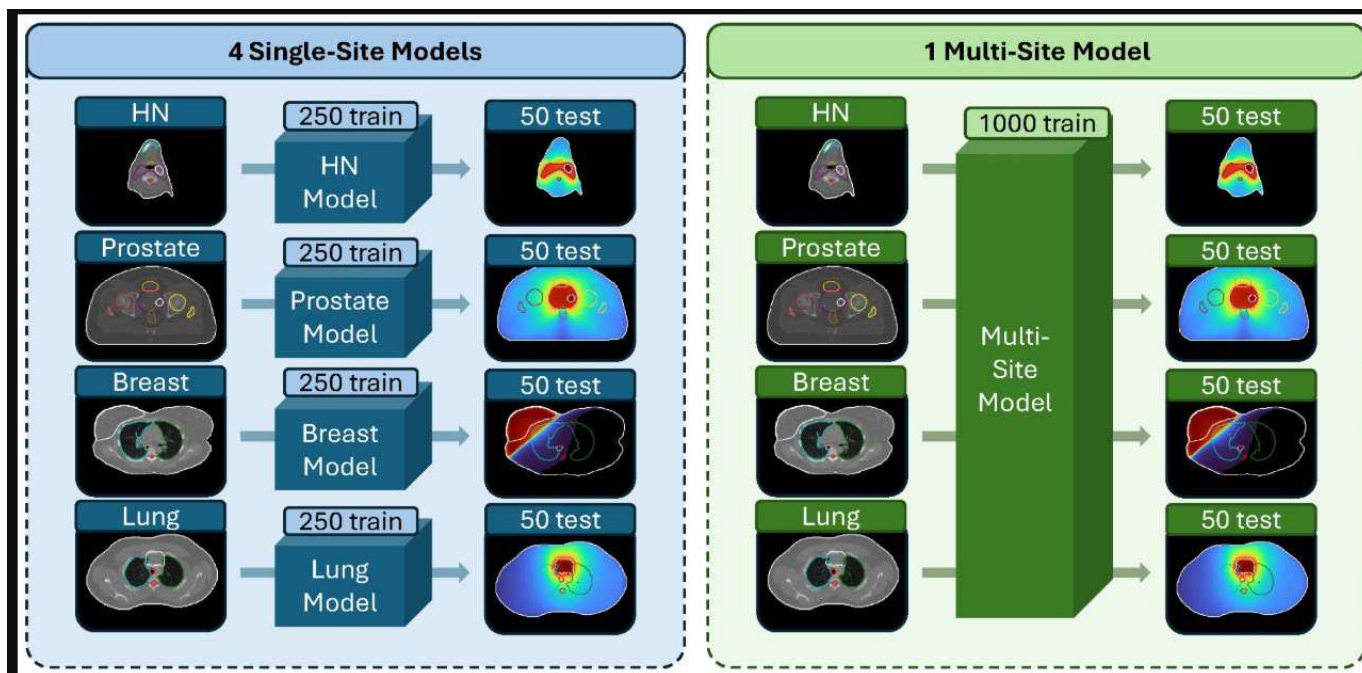 4 Single-Site Models
HN
250 train
50 test
HN
Model
Prostate
250 train
50 test
Prostate
Model
Breast
250 train
50 test
Breast
Model
Lung
250 train
50 test
Lung
Model
1 Multi-Site Model
HN
1000 train
50 test
Prostate
50 test
Multi-
Site
Model
Breast
50 test
Lung
50 test